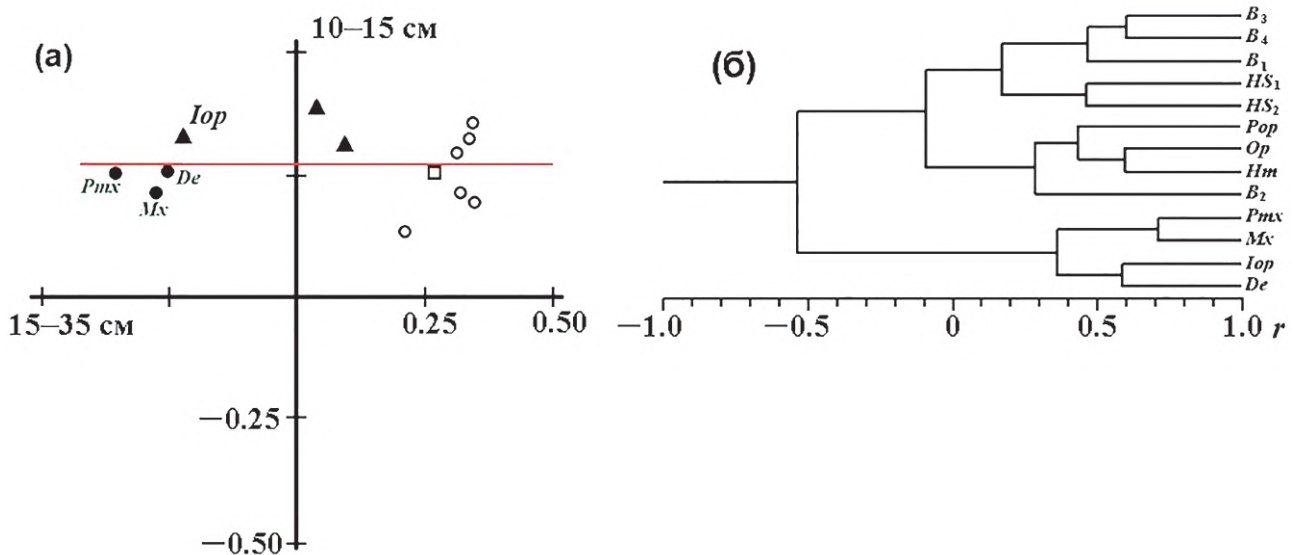 (а)
10–15 см
Iop
Pmx
De
Mx
15–35 см
0.25
0.50
−0.25
−0.50
(б)
B3
B4
B1
HS1
HS2
Pop
Op
Hm
B2
Pmx
Mx
Iop
De
−1.0
−0.5
0
0.5
1.0 r